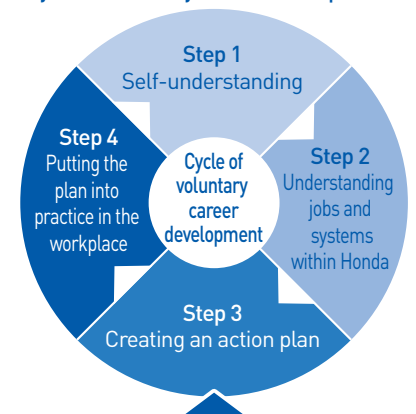 Step 1
Self-understanding
Step 2
Understanding
jobs and
systems
within Honda
Step 3
Creating an action plan
Step 4
Putting the
plan into
practice in the
workplace
Cycle of
voluntary
career
development